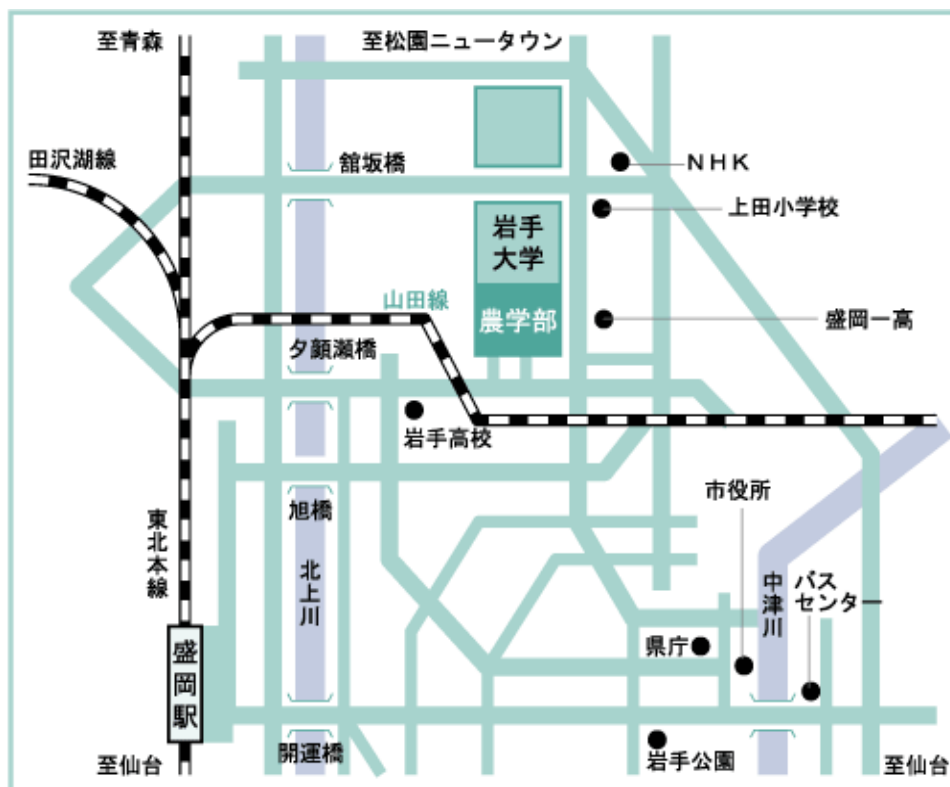 至青森
至松園ニュータウン
田沢湖線
舘坂橋
NHK
上田小学校
岩手
大学
山田線
農学部
盛岡一高
夕顔瀬橋
岩手高校
市役所
旭橋
東北本線
北上川
中津川
バス
センター
県庁
盛岡駅
開運橋
岩手公園
至仙台
至仙台